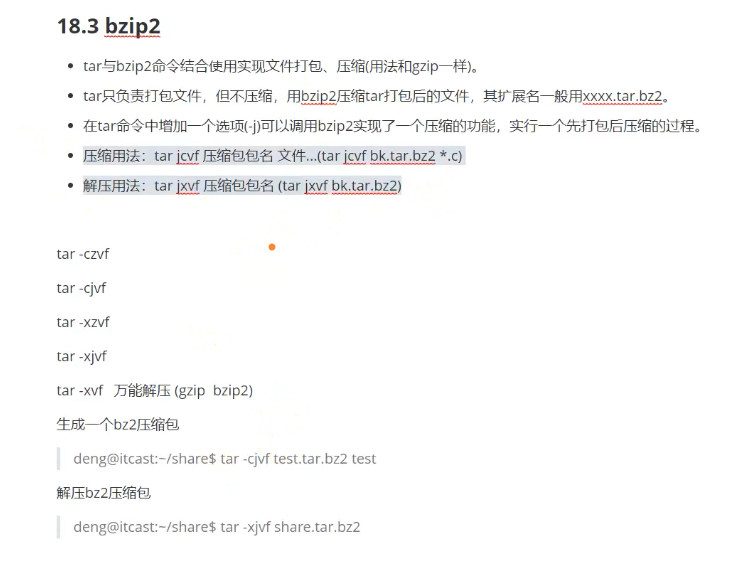 18.3 bzip2
tar与bzip2命令结合使用实现文件打包、压缩(用法和gzip一样)。
tar只负责打包文件，但不压缩，用bzip2压缩tar打包后的文件，其扩展名一般用xxxx.tar.bz2。
在tar命令中增加一个选项(-j)可以调用bzip2实现了一个压缩的功能，实行一个先打包后压缩的过程。
压缩用法：tar jcvf 压缩包包名 文件...(tar jcvf bk.tar.bz2 *.c)
解压用法：tar jxvf 压缩包包名 (tar jxvf bk.tar.bz2)
tar -czvf
tar -cjvf
tar -xzvf
tar -xjvf
tar -xvf 万能解压 (gzip bzip2)
生成一个bz2压缩包
deng@itcast:~/share$ tar -cjvf test.tar.bz2 test
解压bz2压缩包
deng@itcast:~/share$ tar -xjvf share.tar.bz2